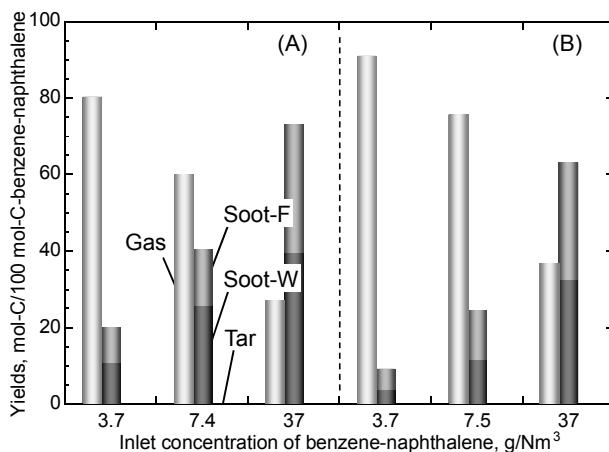 100
80
60
40
20
0
Yields, mol-C/100 mol-C-benzene-naphthalene
(A)
(B)
Gas
Soot-F
Soot-W
Tar
3.7 7.4 37 3.7 7.5 37
Inlet concentration of benzene-naphthalene, g/Nm³